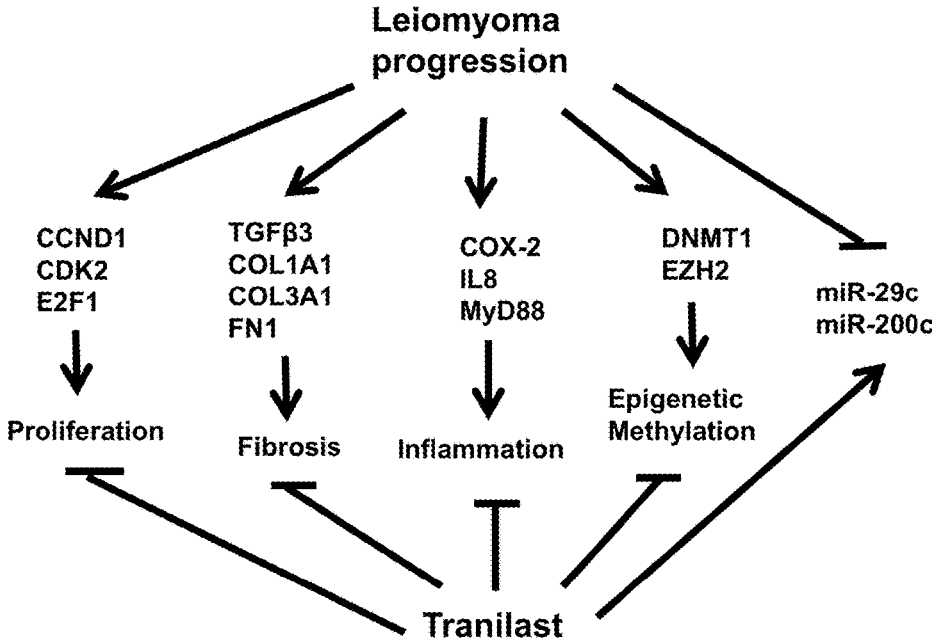 Leiomyoma
progression
CCND1
CDK2
E2F1
TGFβ3
COL1A1
COL3A1
FN1
COX-2
IL8
MyD88
DNMT1
EZH2
miR-29c
miR-200c
Proliferation
Fibrosis
Inflammation
Epigenetic
Methylation
Tranilast